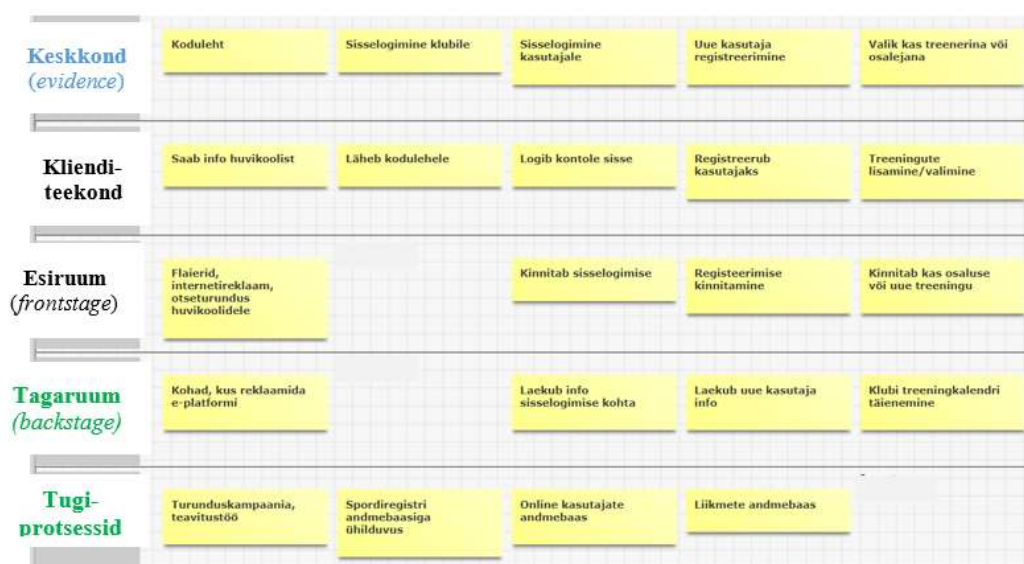 Keskkond
(evidence)
Koduleht
Sisselogimine klubile
Sisselogimine
kasutajale
Uue kasutaja
registreerimine
Valik kas treenerina või
osalejana
Kliendi-
teekond
Saab info huvikoolist
Läheb kodulehele
Logib kontole sisse
Registreerub
kasutajaks
Treeningute
lisamine/valimine
Esiruum
(frontstage)
Flaierid,
internetireklaam,
otseturundus
huvikoolidele
Kinnitab sisselogimise
Registeerimise
kinnitamine
Kinnitab kas osaluse
või uue treeningu
Tagaruum
(backstage)
Kohad, kus reklaamida
e-platformi
Laekub info
sisselogimise kohta
Laekub uue kasutaja
info
Klubi treeningkalendri
täienemine
Tugi-
protsessid
Turunduskampaania,
teavitustöö
Spordiregistri
andmebaasiga
ühilduvus
Online kasutajate
andmebaas
Liikmete andmebaas